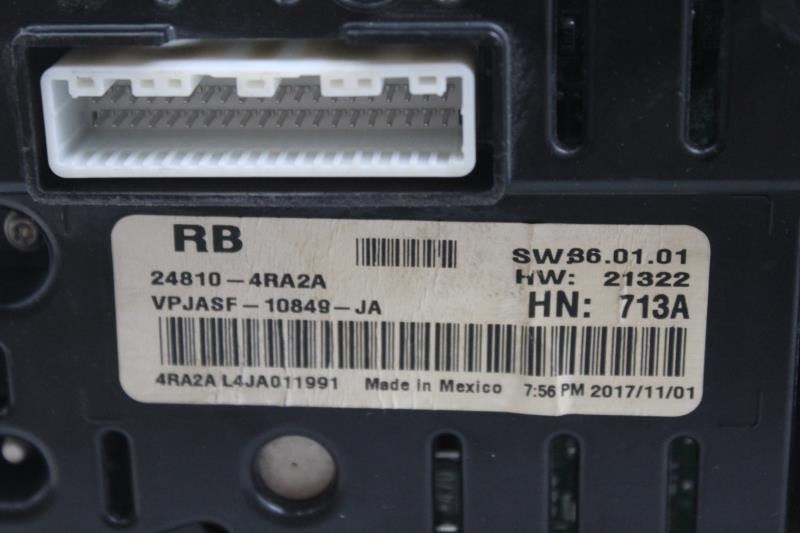 RB
24810-4RA2A
VPJASF-10849-JA
SW:36.01.01
HW: 21322
HN: 713A
4RA2A L4JA011991 Made in Mexico 7:56 PM 2017/11/01